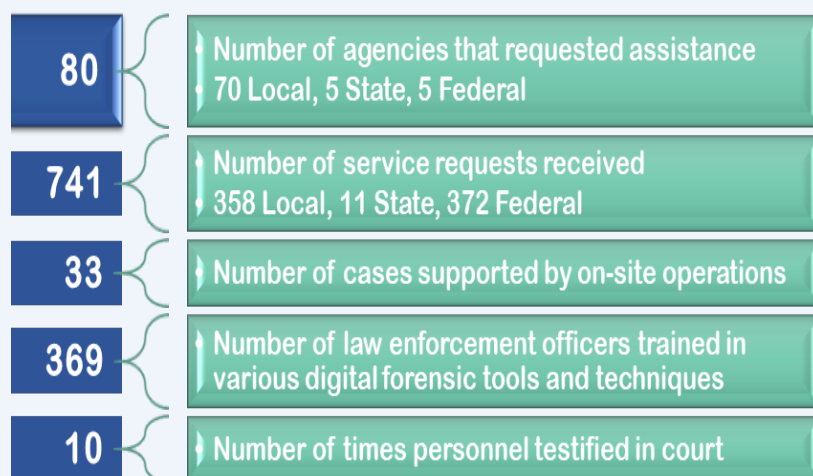 80
Number of agencies that requested assistance
70 Local, 5 State, 5 Federal
741
Number of service requests received
358 Local, 11 State, 372 Federal
33
Number of cases supported by on-site operations
369
Number of law enforcement officers trained in
various digital forensic tools and techniques
10
Number of times personnel testified in court